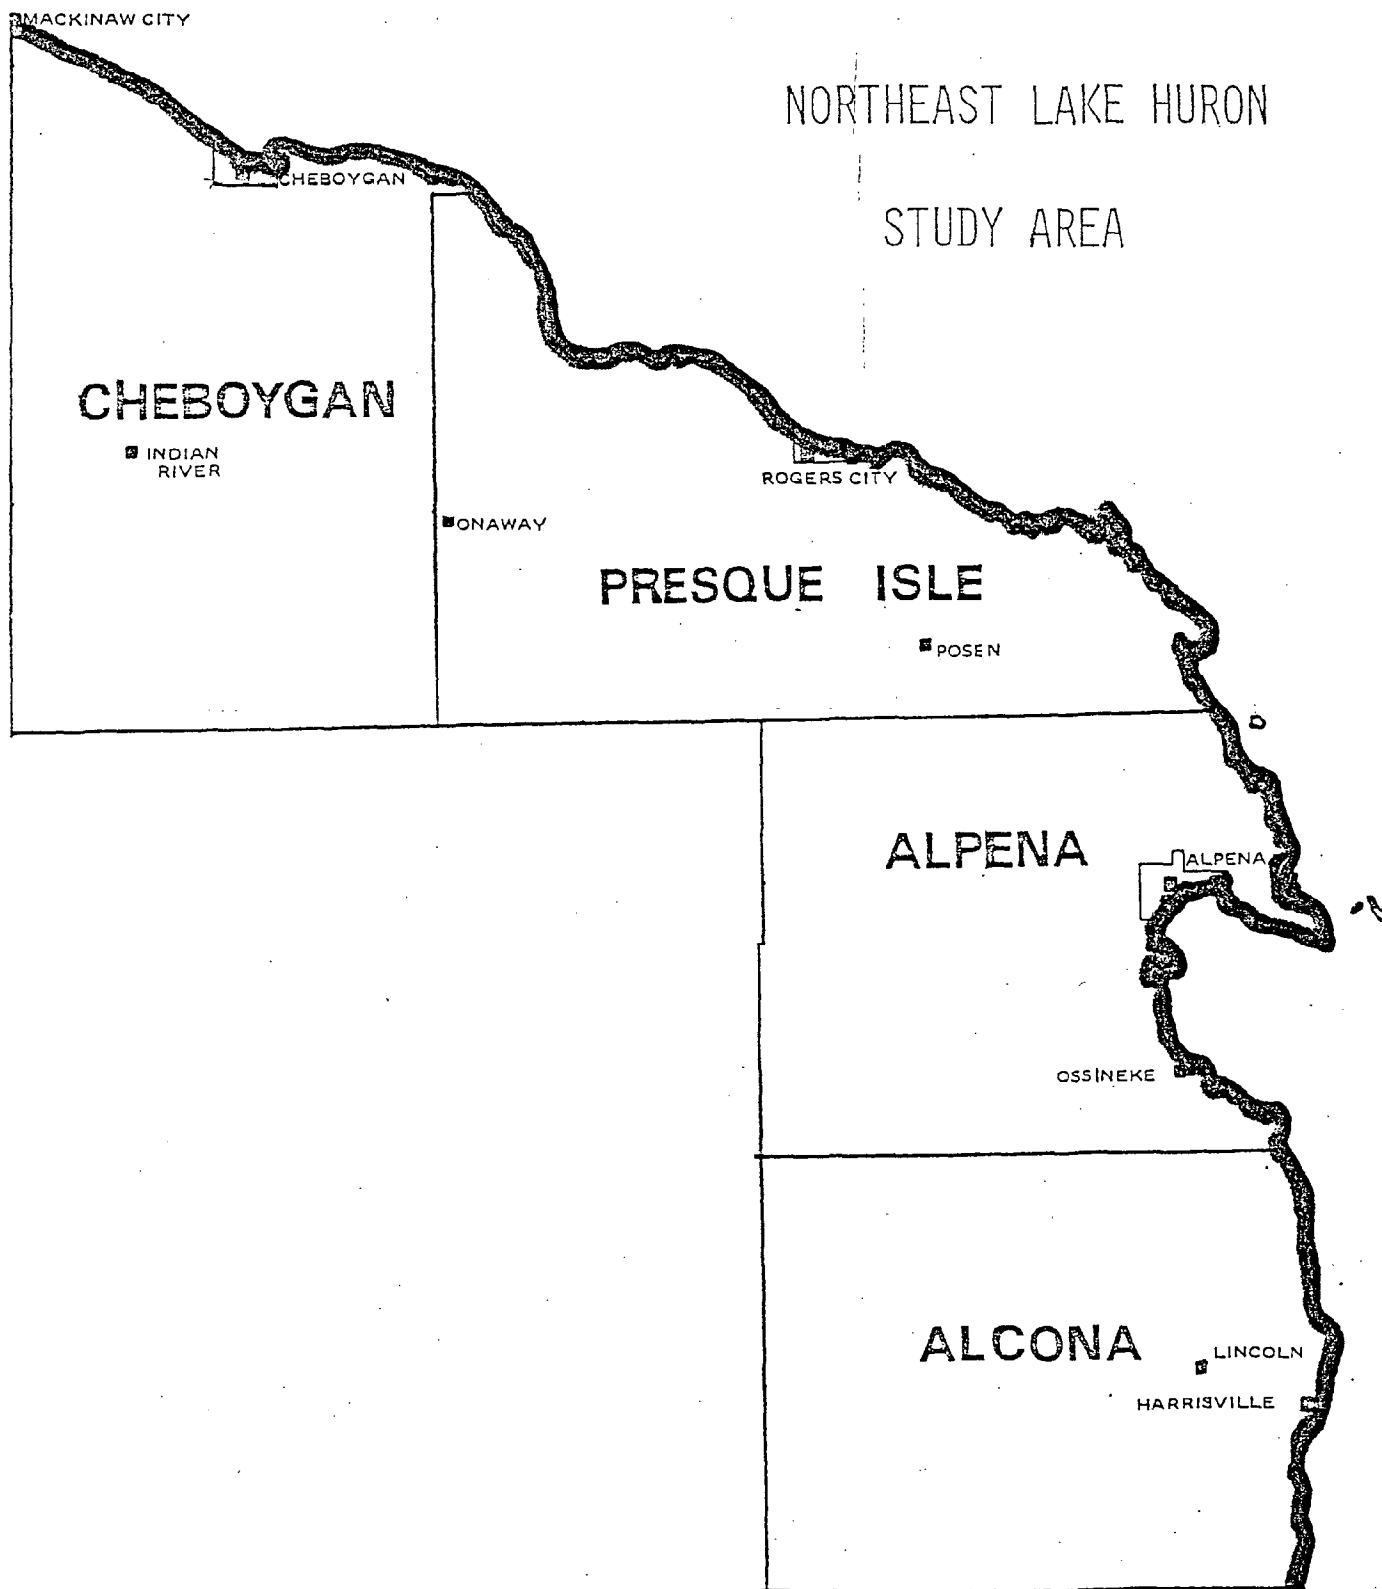 MACKINAW CITY
NORTHEAST LAKE HURON
STUDY AREA
CHEBOYGAN
CHEBOYGAN
INDIAN
RIVER
ROGERS CITY
ONAWAY
PRESQUE ISLE
POSEN
ALPENA
ALPENA
OSSINEKE
ALCONA
LINCOLN
HARRISVILLE